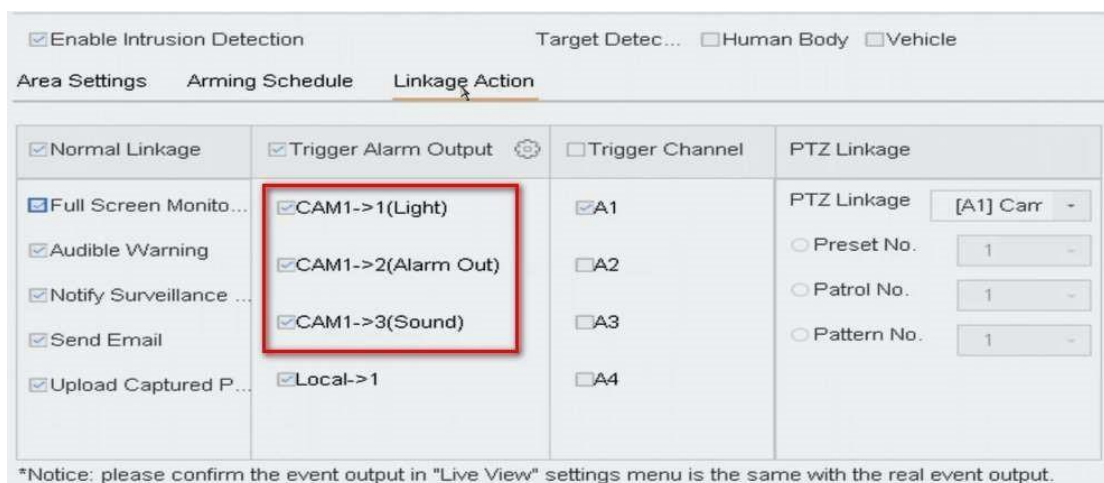 Enable Intrusion Detection Target Detec... Human Body Vehicle
Area Settings Arming Schedule Linkage Action
Normal Linkage Trigger Alarm Output Trigger Channel PTZ Linkage
Full Screen Monito... CAM1->1(Light) A1 PTZ Linkage [A1] Cam
Audible Warning CAM1->2(Alarm Out) A2 Preset No. 1
Notify Surveillance ... CAM1->3(Sound) A3 Patrol No. 1
Send Email Pattern No. 1
Upload Captured P... Local->1 A4
*Notice: please confirm the event output in "Live View" settings menu is the same with the real event output.